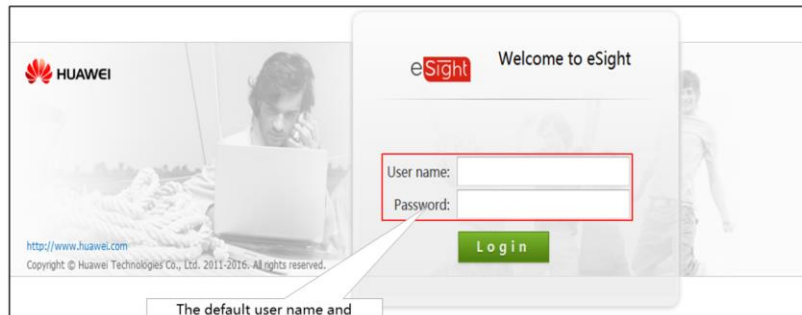 HUAWEI
eSight
Welcome to eSight
User name:
Password:
Login
http://www.huawei.com
Copyright © Huawei Technologies Co., Ltd. 2011-2016. All rights reserved.
The default user name and